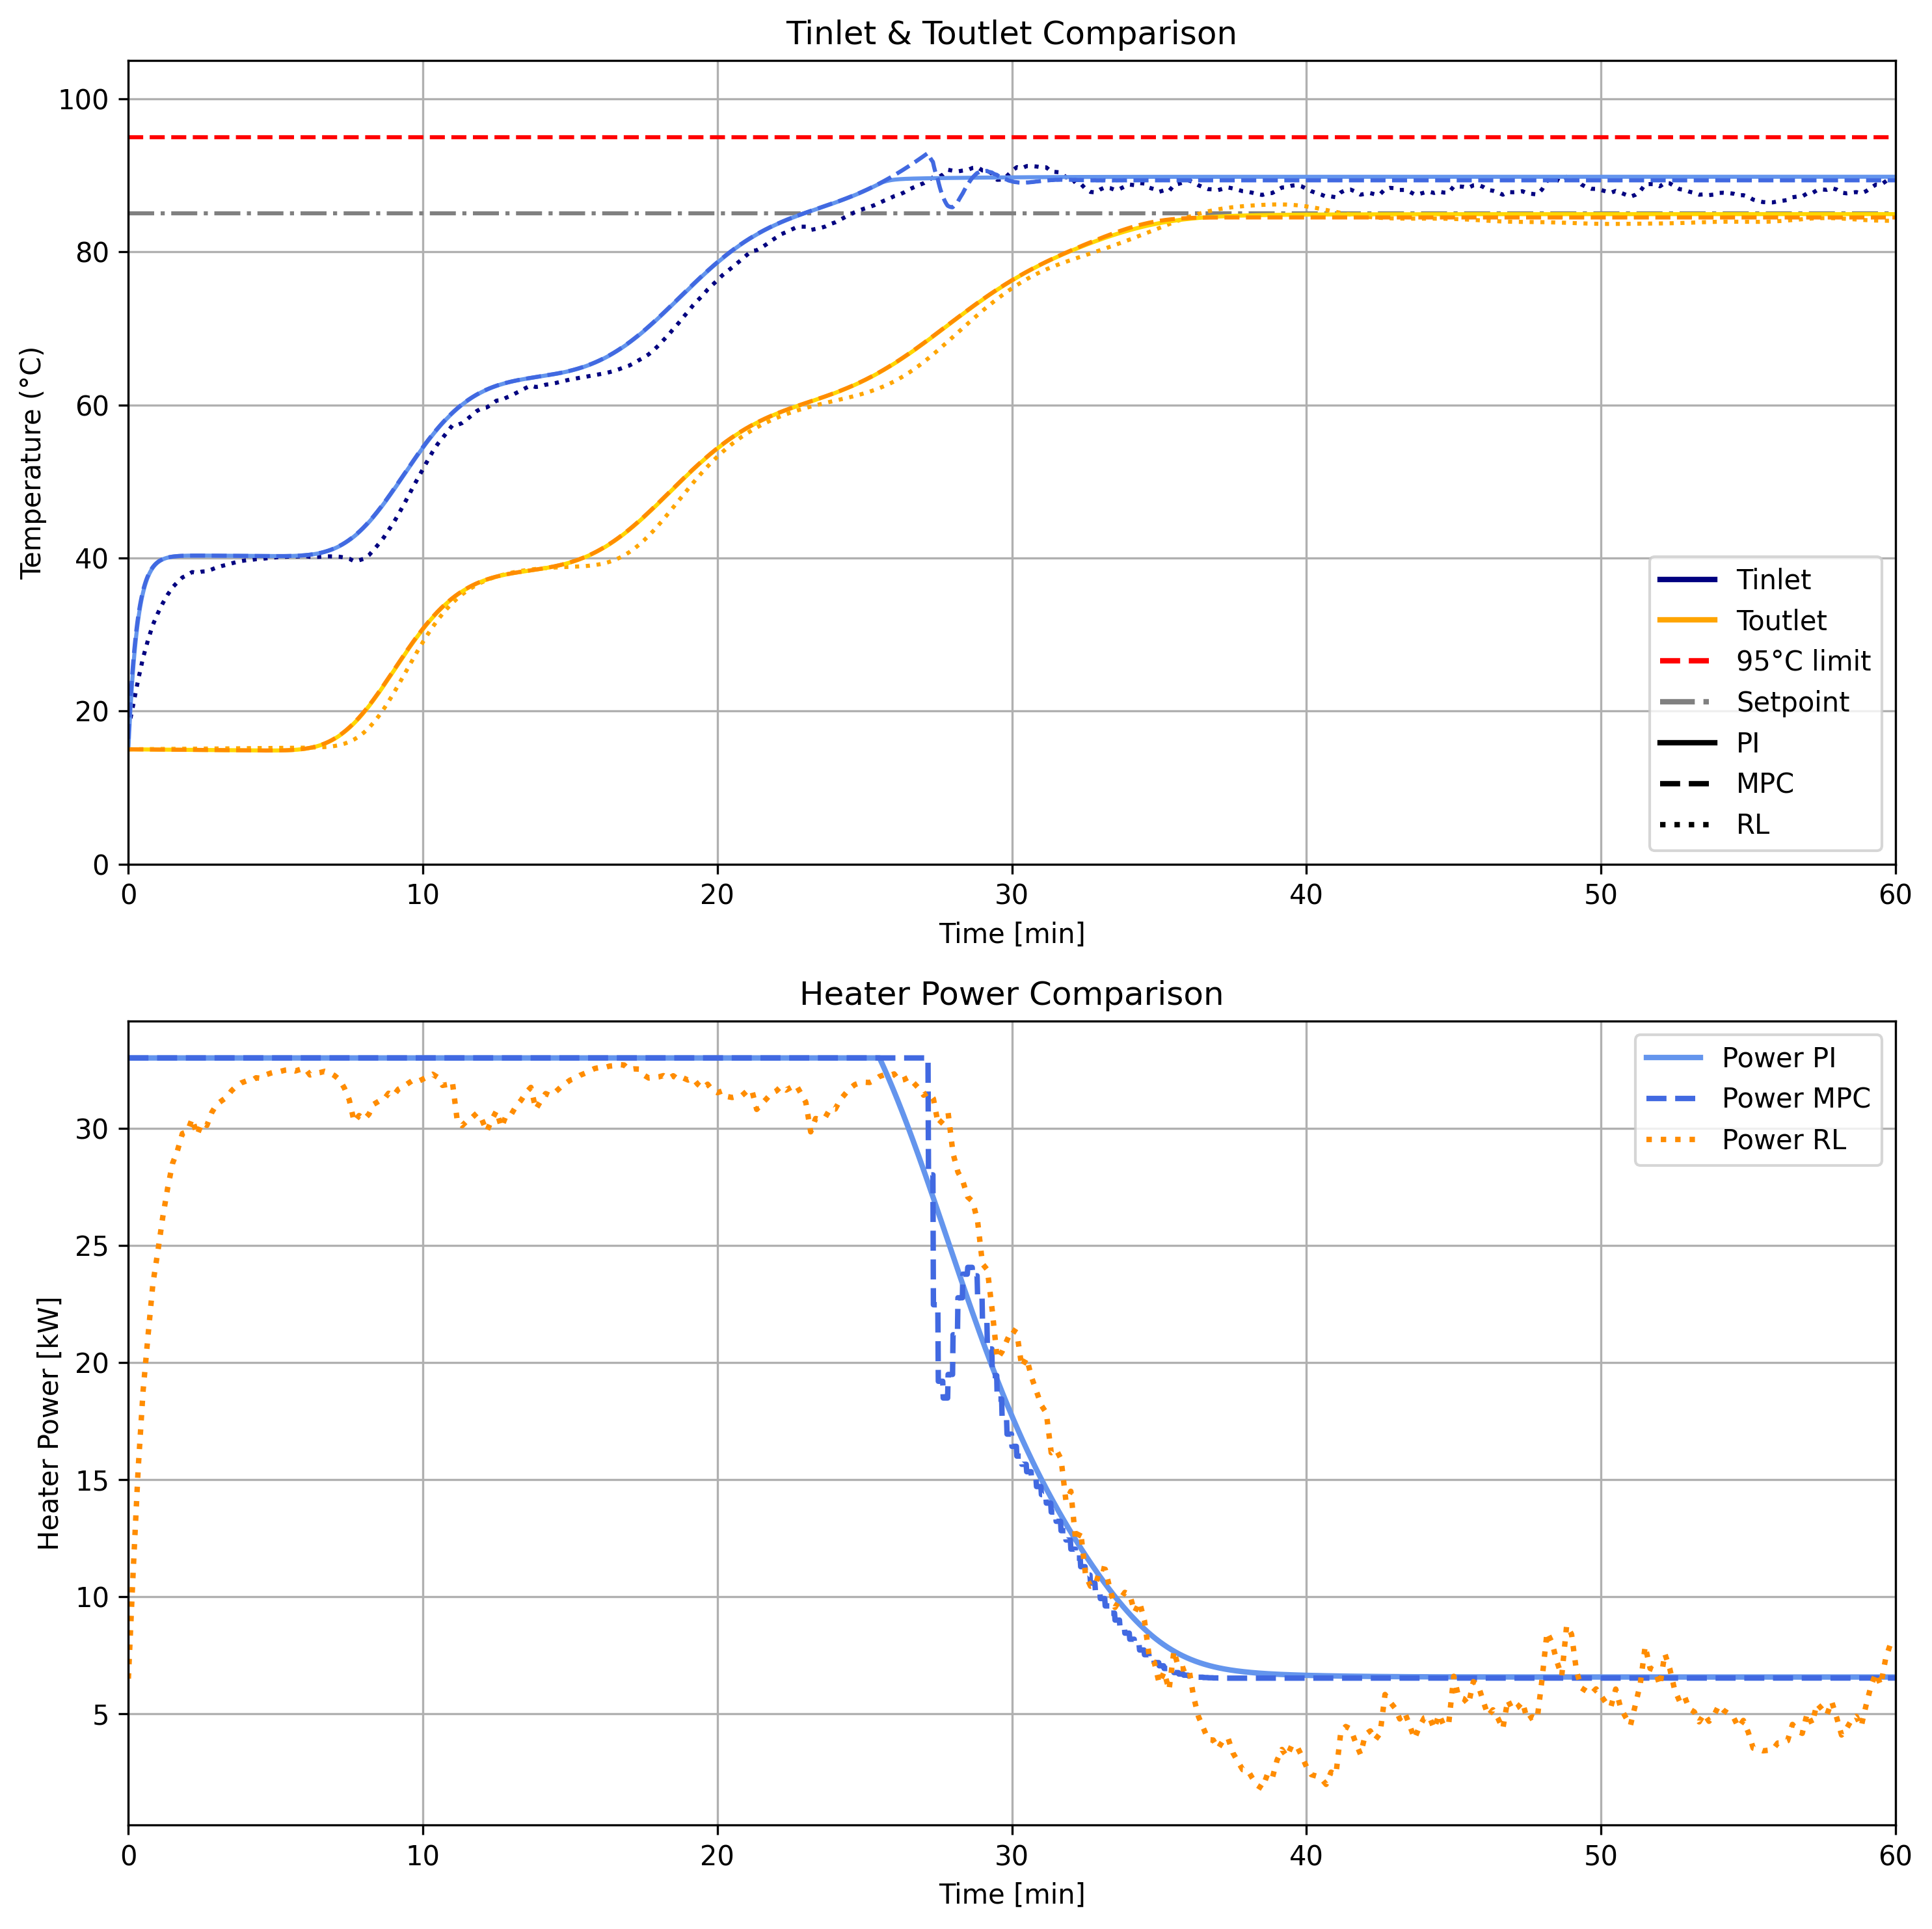 Tinlet & Toutlet Comparison
100
80
60
40
20
0
Temperature (°C)
0 10 20 30 40 50 60
Time [min]
Tinlet
Toutlet
95°C limit
Setpoint
PI
MPC
RL
Heater Power Comparison
30
25
20
15
10
5
Heater Power [kW]
0 10 20 30 40 50 60
Time [min]
Power PI
Power MPC
Power RL